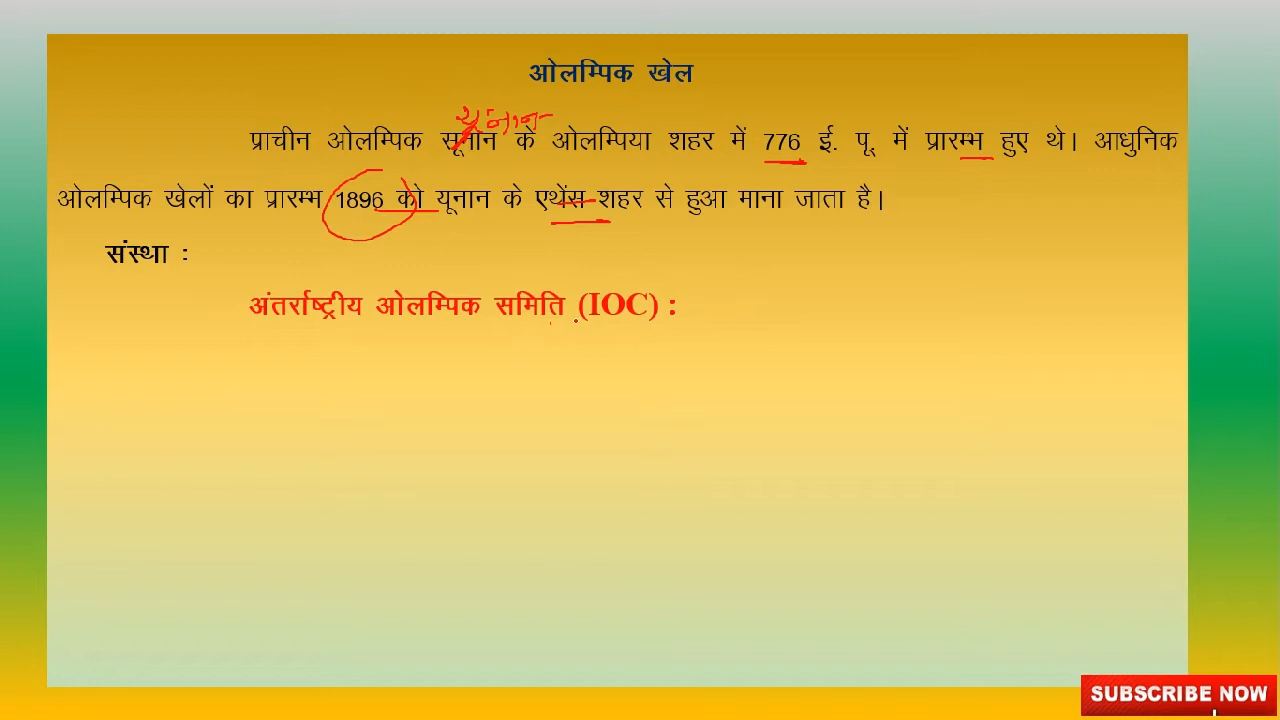 ओलम्पिक खेल
यूनान
प्राचीन ओलम्पिक सूनान के ओलम्पिया शहर में 776 ई. पू. में प्रारम्भ हुए थे। आधुनिक
ओलम्पिक खेलों का प्रारम्भ 1896 को यूनान के एथेंस शहर से हुआ माना जाता है।
संस्था :
अंतर्राष्ट्रीय ओलम्पिक समिति (IOC) :
SUBSCRIBE NOW